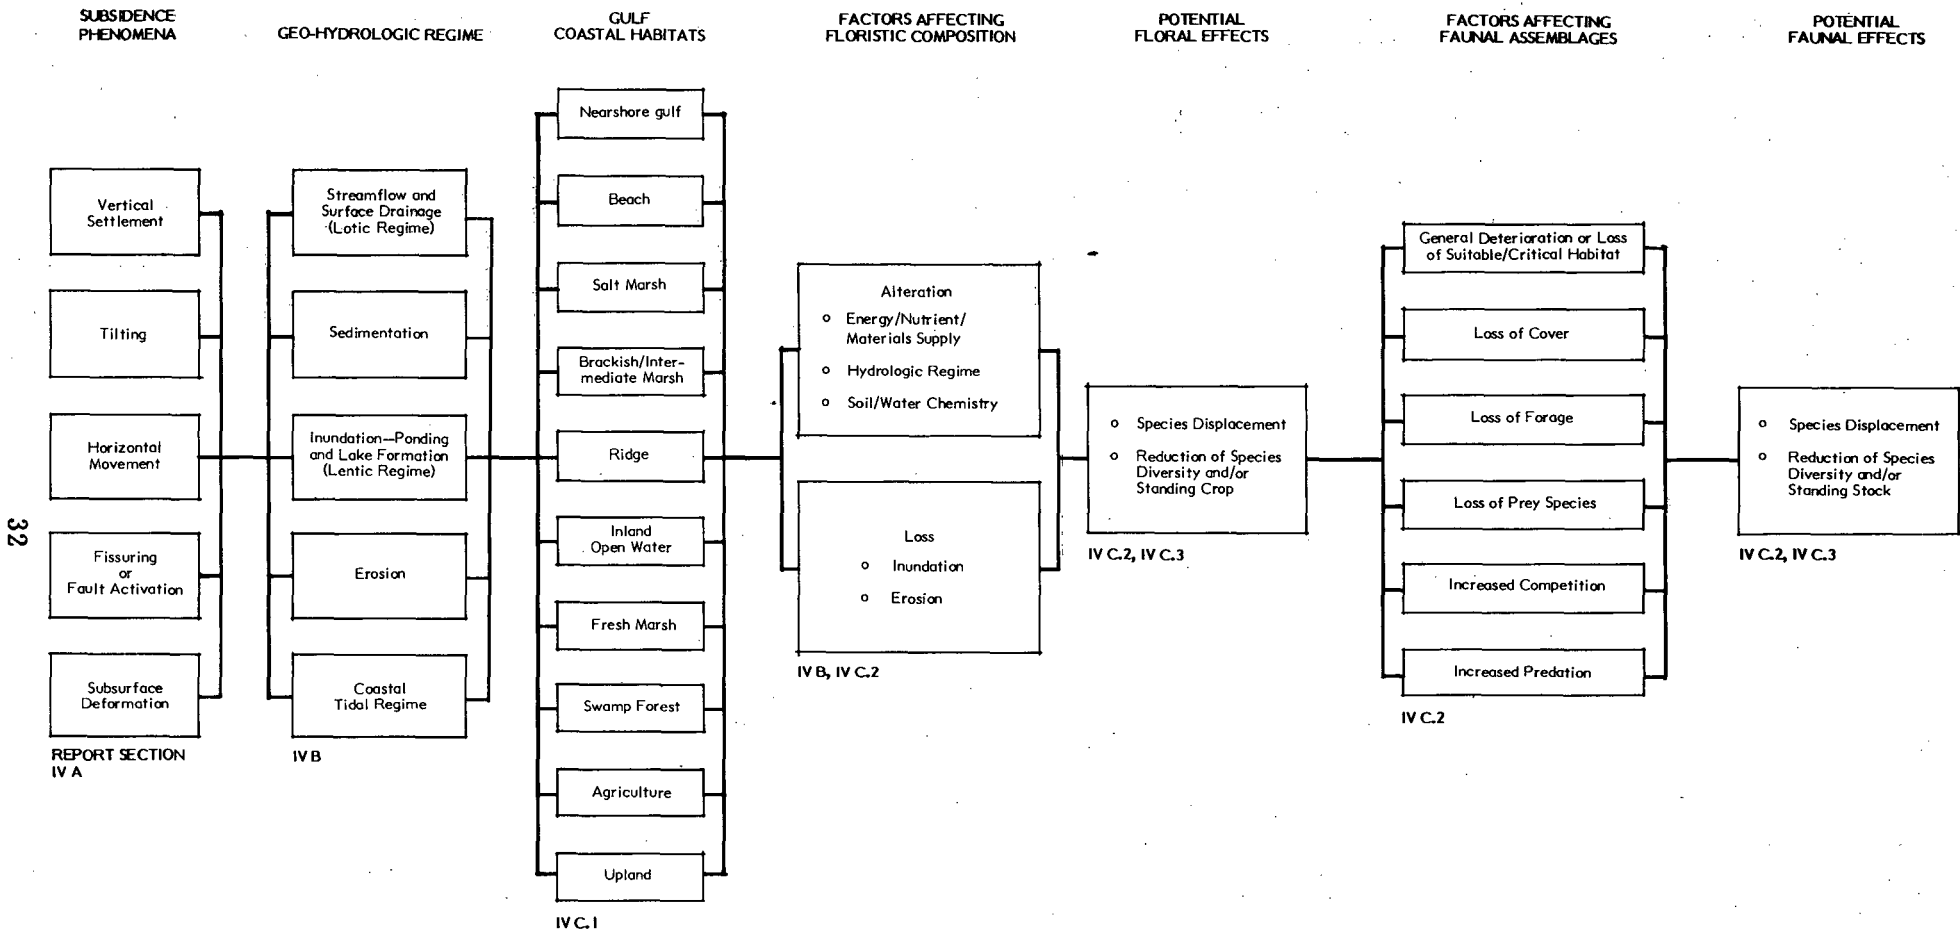 SUBSIDENCE
PHENOMENA
GEO-HYDROLOGIC REGIME
GULF
COASTAL HABITATS
FACTORS AFFECTING
FLORISTIC COMPOSITION
POTENTIAL
FLORAL EFFECTS
FACTORS AFFECTING
FAUNAL ASSEMBLAGES
POTENTIAL
FAUNAL EFFECTS
Vertical
Settlement
Tilting
Horizontal
Movement
Fissuring
or
Fault Activation
Subsurface
Deformation
REPORT SECTION
IV A
Streamflow and
Surface Drainage
(Lotic Regime)
Sedimentation
Inundation--Ponding
and Lake Formation
(Lentic Regime)
Erosion
Coastal
Tidal Regime
IV B
Nearshore gulf
Beach
Salt Marsh
Brackish/Inter-
mediate Marsh
Ridge
Inland
Open Water
Fresh Marsh
Swamp Forest
Agriculture
Upland
IV C.1
Alteration
o Energy/Nutrient/
Materials Supply
o Hydrologic Regime
o Soil/Water Chemistry
Loss
o Inundation
o Erosion
IV B, IV C.2
o Species Displacement
o Reduction of Species
Diversity and/or
Standing Crop
IV C.2, IV C.3
General Deterioration or Loss
of Suitable/Critical Habitat
Loss of Cover
Loss of Forage
Loss of Prey Species
Increased Competition
Increased Predation
IV C.2
o Species Displacement
o Reduction of Species
Diversity and/or
Standing Stock
IV C.2, IV C.3
32